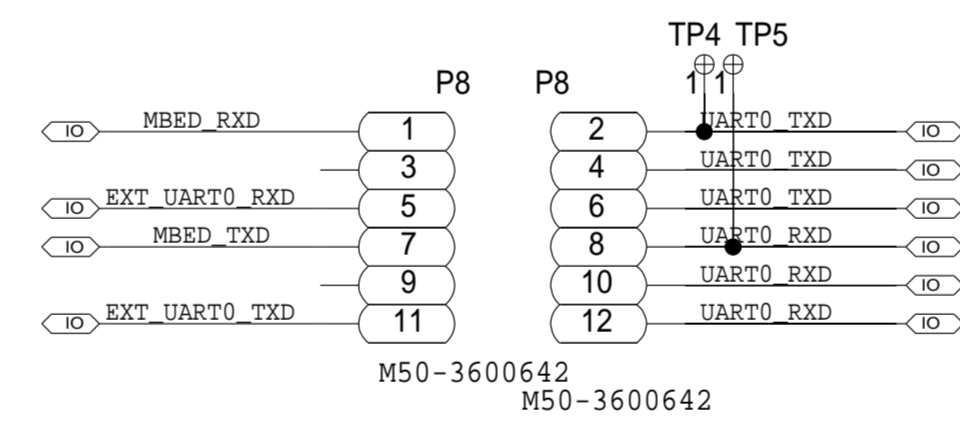 TP4 TP5
P8 P8 1 1
IO MBED_RXD 1 2 UART0_TXD IO
3 4 UART0_TXD IO
IO EXT_UART0_RXD 5 6 UART0_TXD IO
IO MBED_TXD 7 8 UART0_RXD IO
9 10 UART0_RXD IO
IO EXT_UART0_TXD 11 12 UART0_RXD IO
M50-3600642
M50-3600642